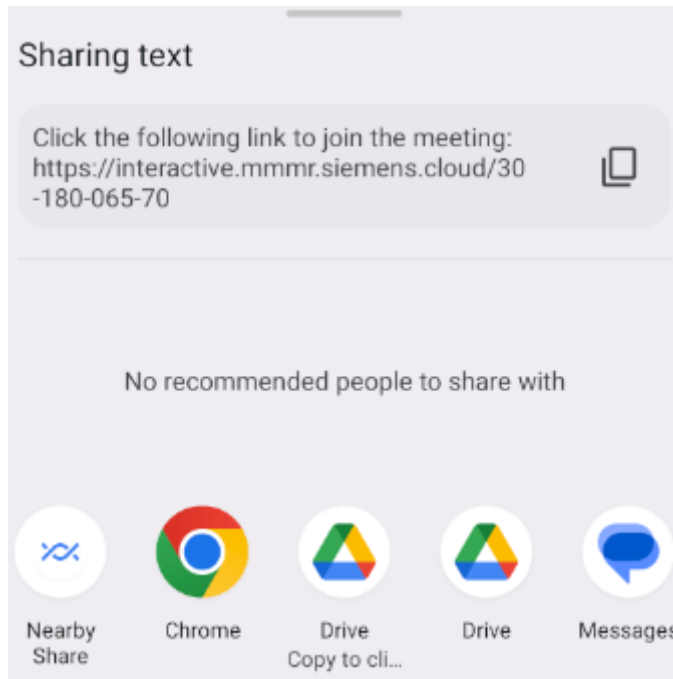 Sharing text
Click the following link to join the meeting:
https://interactive.mmmr.siemens.cloud/30
-180-065-70
No recommended people to share with
Nearby Share
Chrome
Drive
Copy to cli...
Drive
Messages